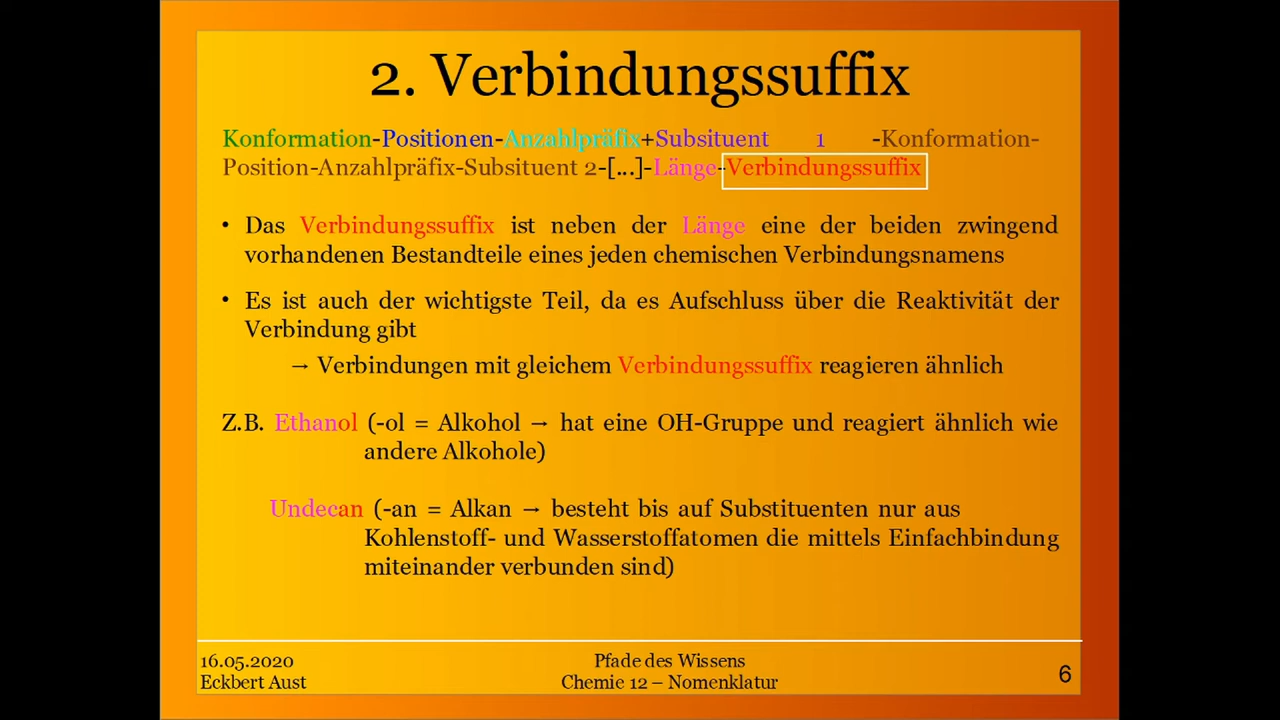 2. Verbindungssuffix
Konformation-Positionen-Anzahlpräfix+Subsituent 1 -Konformation-
Position-Anzahlpräfix-Subsituent 2-[...]-Länge-Verbindungssuffix
• Das Verbindungssuffix ist neben der Länge eine der beiden zwingend
vorhandenen Bestandteile eines jeden chemischen Verbindungsnamens
• Es ist auch der wichtigste Teil, da es Aufschluss über die Reaktivität der
Verbindung gibt
→ Verbindungen mit gleichem Verbindungssuffix reagieren ähnlich
Z.B. Ethanol (-ol = Alkohol → hat eine OH-Gruppe und reagiert ähnlich wie
andere Alkohole)
Undecan (-an = Alkan → besteht bis auf Substituenten nur aus
Kohlenstoff- und Wasserstoffatomen die mittels Einfachbindung
miteinander verbunden sind)
16.05.2020
Eckbert Aust
Pfade des Wissens
Chemie 12 – Nomenklatur
6